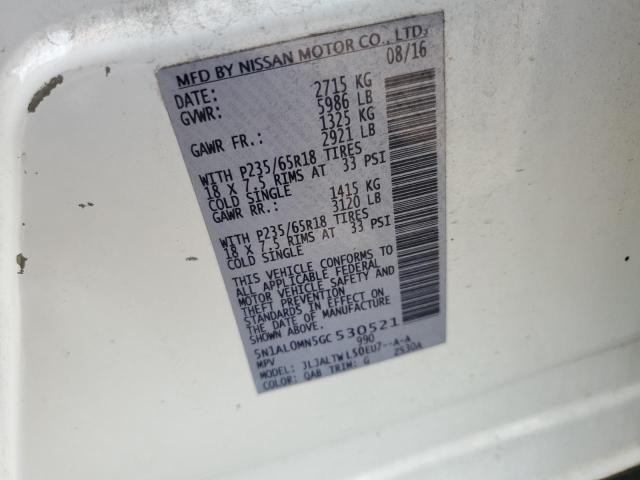 MFD BY NISSAN MOTOR CO., LTD.
DATE: 08/16
GVWR: 2715 KG
5986 LB
GAWR FR.: 1325 KG
2921 LB
WITH P235/65R18 TIRES
18 X 7.5 RIMS AT 33 PSI
COLD SINGLE
GAWR RR.: 1415 KG
3120 LB
WITH P235/65R18 TIRES
18 X 7.5 RIMS AT 33 PSI
COLD SINGLE
THIS VEHICLE CONFORMS TO
ALL APPLICABLE FEDERAL
MOTOR VEHICLE SAFETY AND
THEFT PREVENTION
STANDARDS IN EFFECT ON
THE DATE OF MANUFACTURE
SHOWN ABOVE.
5N1AL0MN5GC530521
MPV 990
MODEL: JLJALTWL50EU7--A-A
COLOR: QAB TRIM: G 2530A